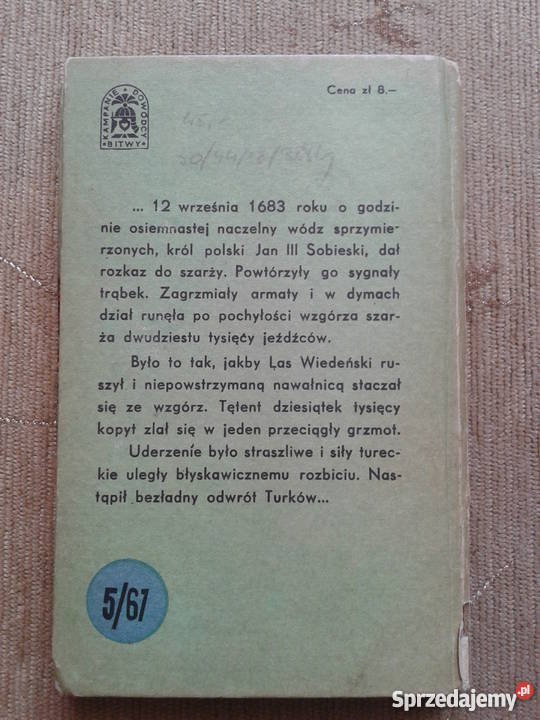 KAMPANIE DOWÓDCY
BITWY
Cena zł 8.—
... 12 września 1683 roku o godzi-
nie osiemnastej naczelny wódz sprzymie-
rzonych, król polski Jan III Sobieski, dał
rozkaz do szarży. Powtórzyły go sygnały
trąbek. Zagrzmiały armaty i w dymach
dział runęła po pochyłości wzgórza szar-
ża dwudziestu tysięcy jeźdźców.
Było to tak, jakby Las Wiedeński ru-
szył i niepowstrzymaną nawałnicą staczał
się ze wzgórz. Tętent dziesiątek tysięcy
kopyt zlał się w jeden przeciągły grzmot.
Uderzenie było straszliwe i siły turec-
kie uległy błyskawicznemu rozbiciu. Nas-
tąpił bezładny odwrót Turków...
5/67
Sprzedajemy.pl